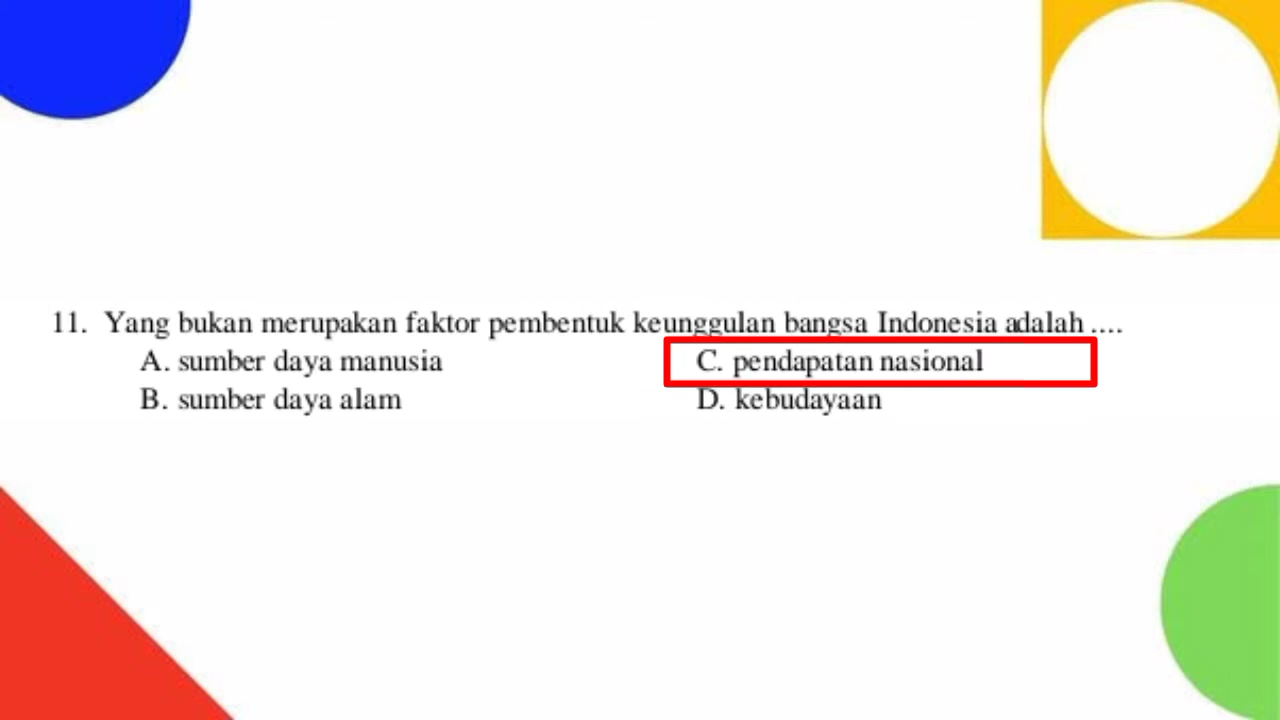 11. Yang bukan merupakan faktor pembentuk keunggulan bangsa Indonesia adalah ....
A. sumber daya manusia
B. sumber daya alam
C. pendapatan nasional
D. kebudayaan